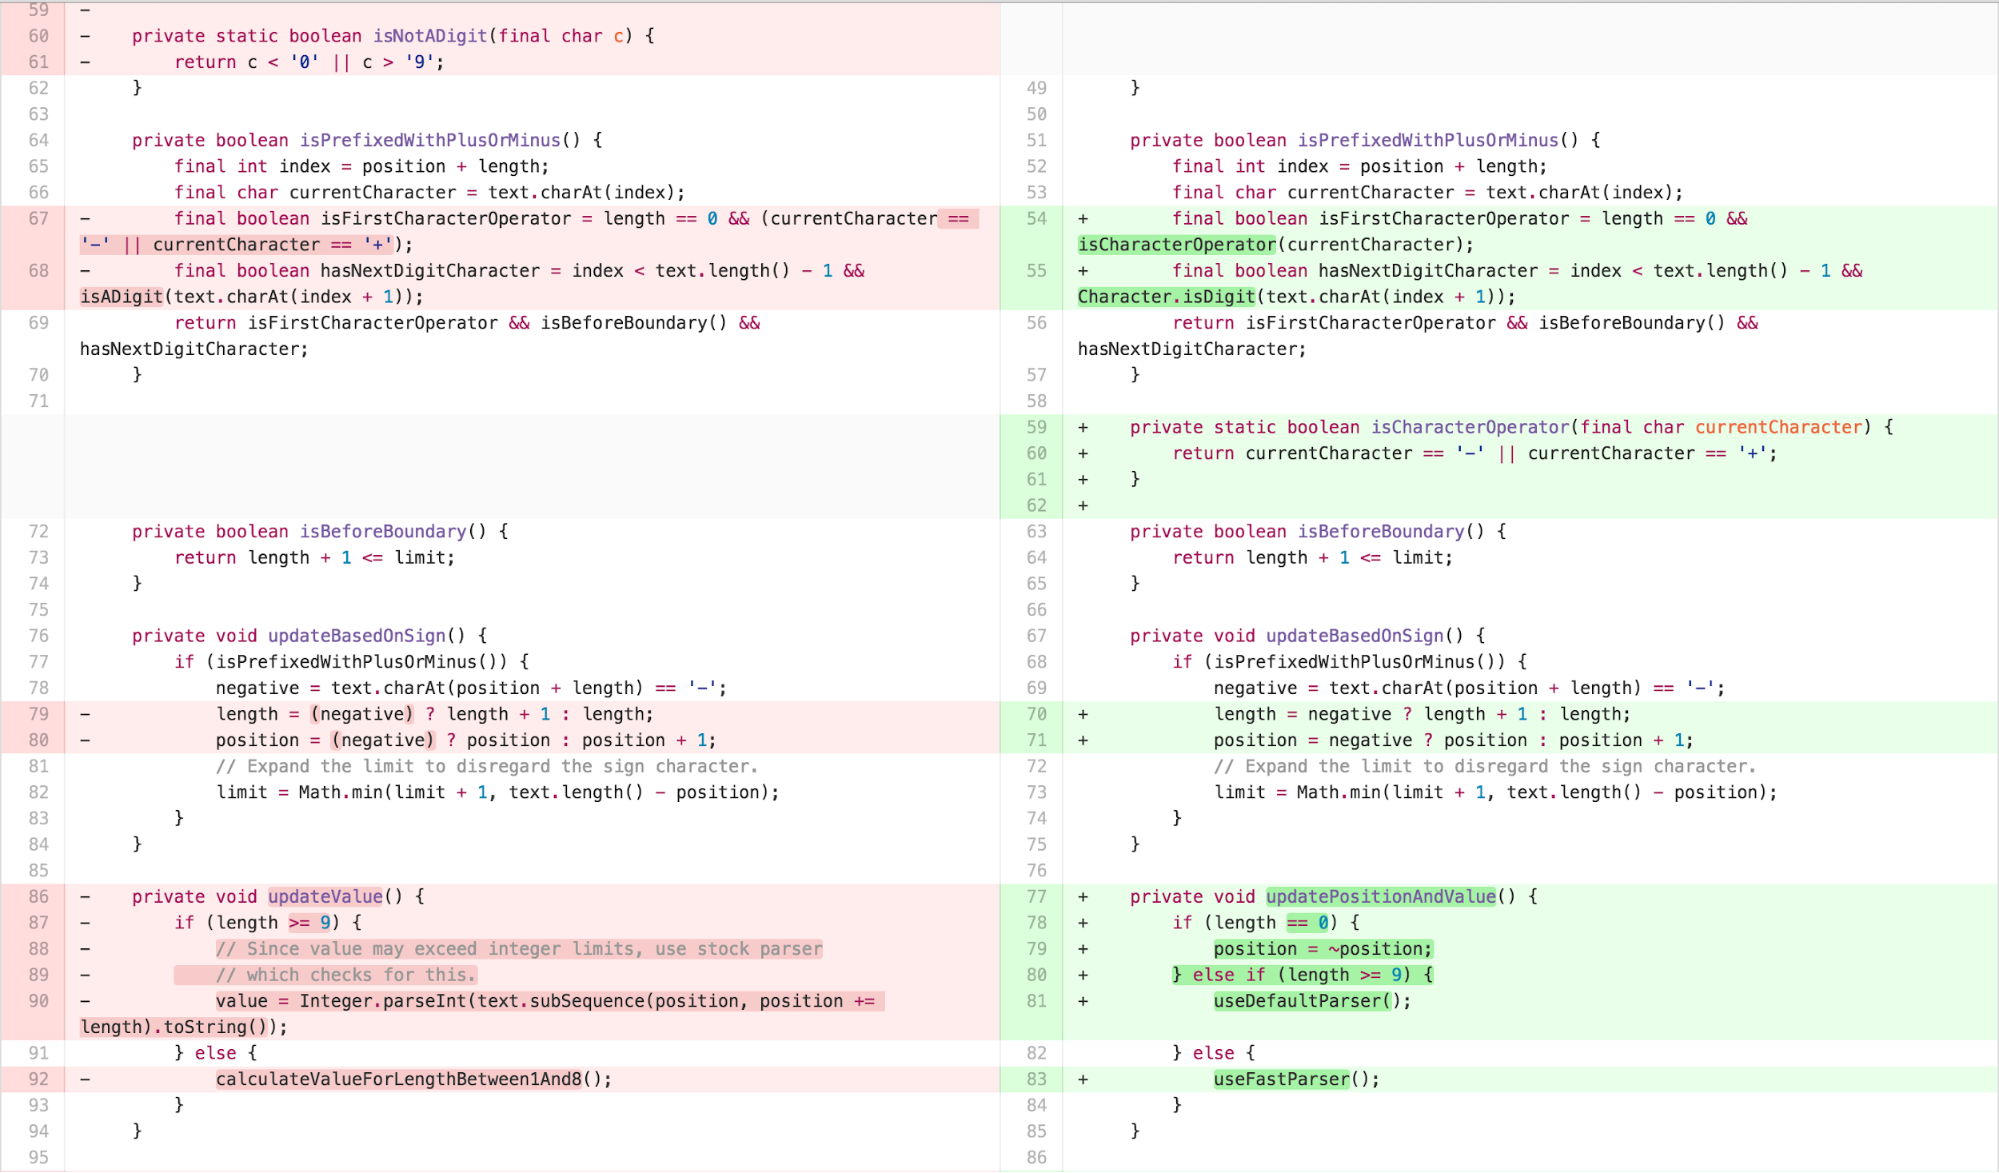 59 -
60 -     private static boolean isNotADigit(final char c) {
61 -         return c < '0' || c > '9';
62       }
63
64       private boolean isPrefixedWithPlusOrMinus() {
65           final int index = position + length;
66           final char currentCharacter = text.charAt(index);
67 -         final boolean isFirstCharacterOperator = length == 0 && (currentCharacter ==
'-' || currentCharacter == '+');
68 -         final boolean hasNextDigitCharacter = index < text.length() - 1 &&
isADigit(text.charAt(index + 1));
69           return isFirstCharacterOperator && isBeforeBoundary() &&
hasNextDigitCharacter;
70       }
71
72       private boolean isBeforeBoundary() {
73           return length + 1 <= limit;
74       }
75
76       private void updateBasedOnSign() {
77           if (isPrefixedWithPlusOrMinus()) {
78               negative = text.charAt(position + length) == '-';
79 -             length = (negative) ? length + 1 : length;
80 -             position = (negative) ? position : position + 1;
81               // Expand the limit to disregard the sign character.
82               limit = Math.min(limit + 1, text.length() - position);
83           }
84       }
85
86 -     private void updateValue() {
87 -         if (length >= 9) {
88 -             // Since value may exceed integer limits, use stock parser
89 -             // which checks for this.
90 -             value = Integer.parseInt(text.subSequence(position, position +=
length).toString());
91           } else {
92 -             calculateValueForLengthBetween1And8();
93           }
94       }
95
49       }
50
51       private boolean isPrefixedWithPlusOrMinus() {
52           final int index = position + length;
53           final char currentCharacter = text.charAt(index);
54 +         final boolean isFirstCharacterOperator = length == 0 &&
isCharacterOperator(currentCharacter);
55 +         final boolean hasNextDigitCharacter = index < text.length() - 1 &&
Character.isDigit(text.charAt(index + 1));
56           return isFirstCharacterOperator && isBeforeBoundary() &&
hasNextDigitCharacter;
57       }
58
59 +     private static boolean isCharacterOperator(final char currentCharacter) {
60 +         return currentCharacter == '-' || currentCharacter == '+';
61 +     }
62 +
63       private boolean isBeforeBoundary() {
64           return length + 1 <= limit;
65       }
66
67       private void updateBasedOnSign() {
68           if (isPrefixedWithPlusOrMinus()) {
69               negative = text.charAt(position + length) == '-';
70 +             length = negative ? length + 1 : length;
71 +             position = negative ? position : position + 1;
72               // Expand the limit to disregard the sign character.
73               limit = Math.min(limit + 1, text.length() - position);
74           }
75       }
76
77 +     private void updatePositionAndValue() {
78 +         if (length == 0) {
79 +             position = ~position;
80 +         } else if (length >= 9) {
81 +             useDefaultParser();
82           } else {
83 +             useFastParser();
84           }
85       }
86